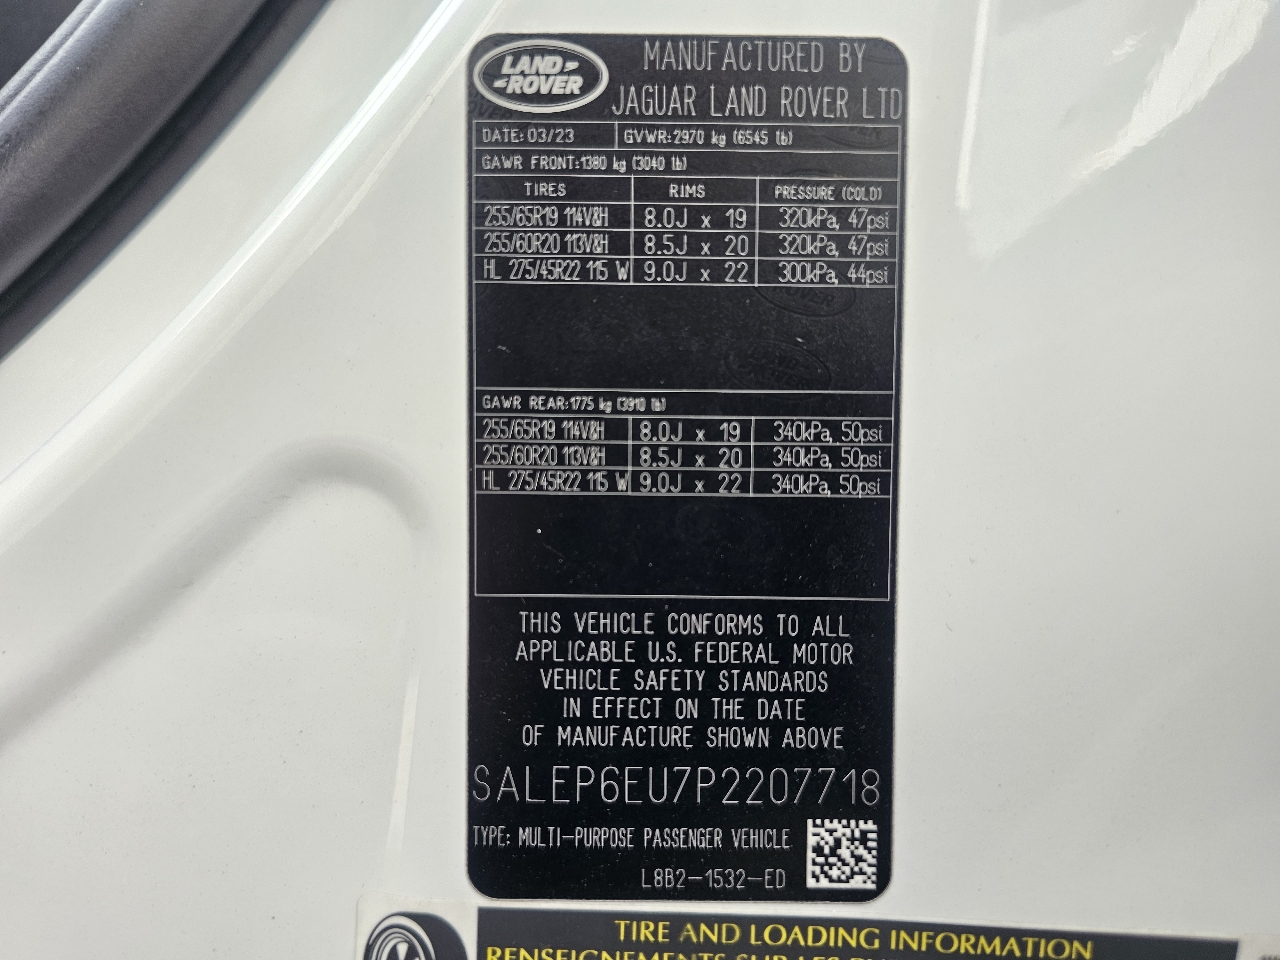 LAND
ROVER
MANUFACTURED BY
JAGUAR LAND ROVER LTD
DATE: 03/23 GVWR: 2970 kg (6545 lb)
GAWR FRONT: 1380 kg (3040 lb)
TIRES RIMS PRESSURE (COLD)
255/65R19 114V&H 8.0J x 19 320kPa, 47psi
255/60R20 113V&H 8.5J x 20 320kPa, 47psi
HL 275/45R22 115 W 9.0J x 22 300kPa, 44psi
GAWR REAR: 1775 kg (3910 lb)
255/65R19 114V&H 8.0J x 19 340kPa, 50psi
255/60R20 113V&H 8.5J x 20 340kPa, 50psi
HL 275/45R22 115 W 9.0J x 22 340kPa, 50psi
THIS VEHICLE CONFORMS TO ALL
APPLICABLE U.S. FEDERAL MOTOR
VEHICLE SAFETY STANDARDS
IN EFFECT ON THE DATE
OF MANUFACTURE SHOWN ABOVE
SALEP6EU7P2207718
TYPE: MULTI-PURPOSE PASSENGER VEHICLE
L8B2-1532-ED
TIRE AND LOADING INFORMATION
RENSEIGNEMENTS SUR LES